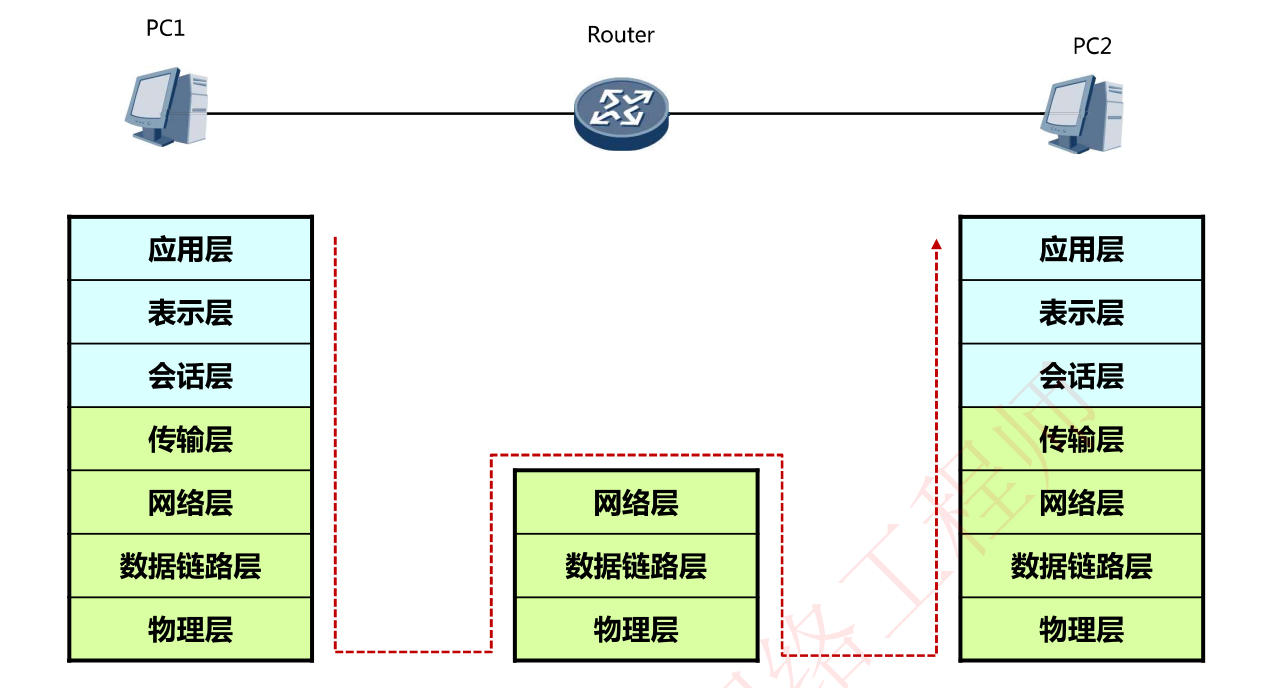 PC1
Router
PC2
应用层
表示层
会话层
传输层
网络层
数据链路层
物理层
网络层
数据链路层
物理层
应用层
表示层
会话层
传输层
网络层
数据链路层
物理层
网络工程师